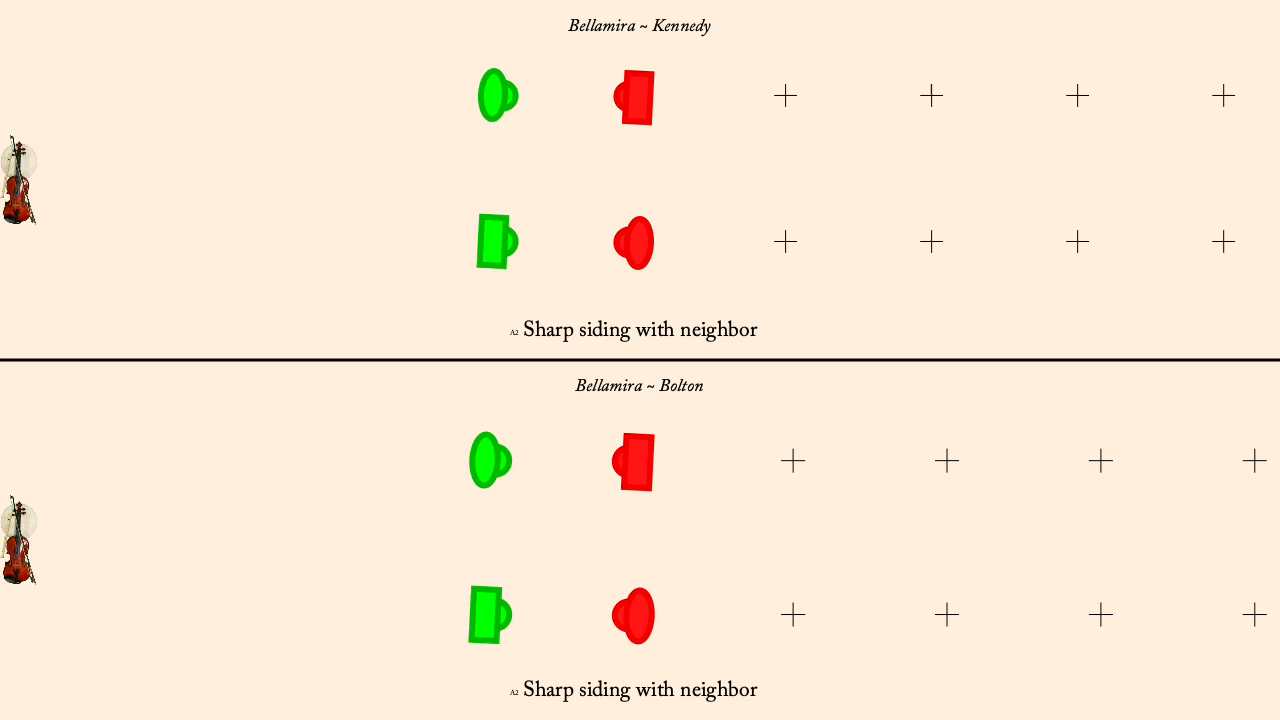 Bellamira ~ Kennedy
A2 Sharp siding with neighbor
Bellamira ~ Bolton
A2 Sharp siding with neighbor